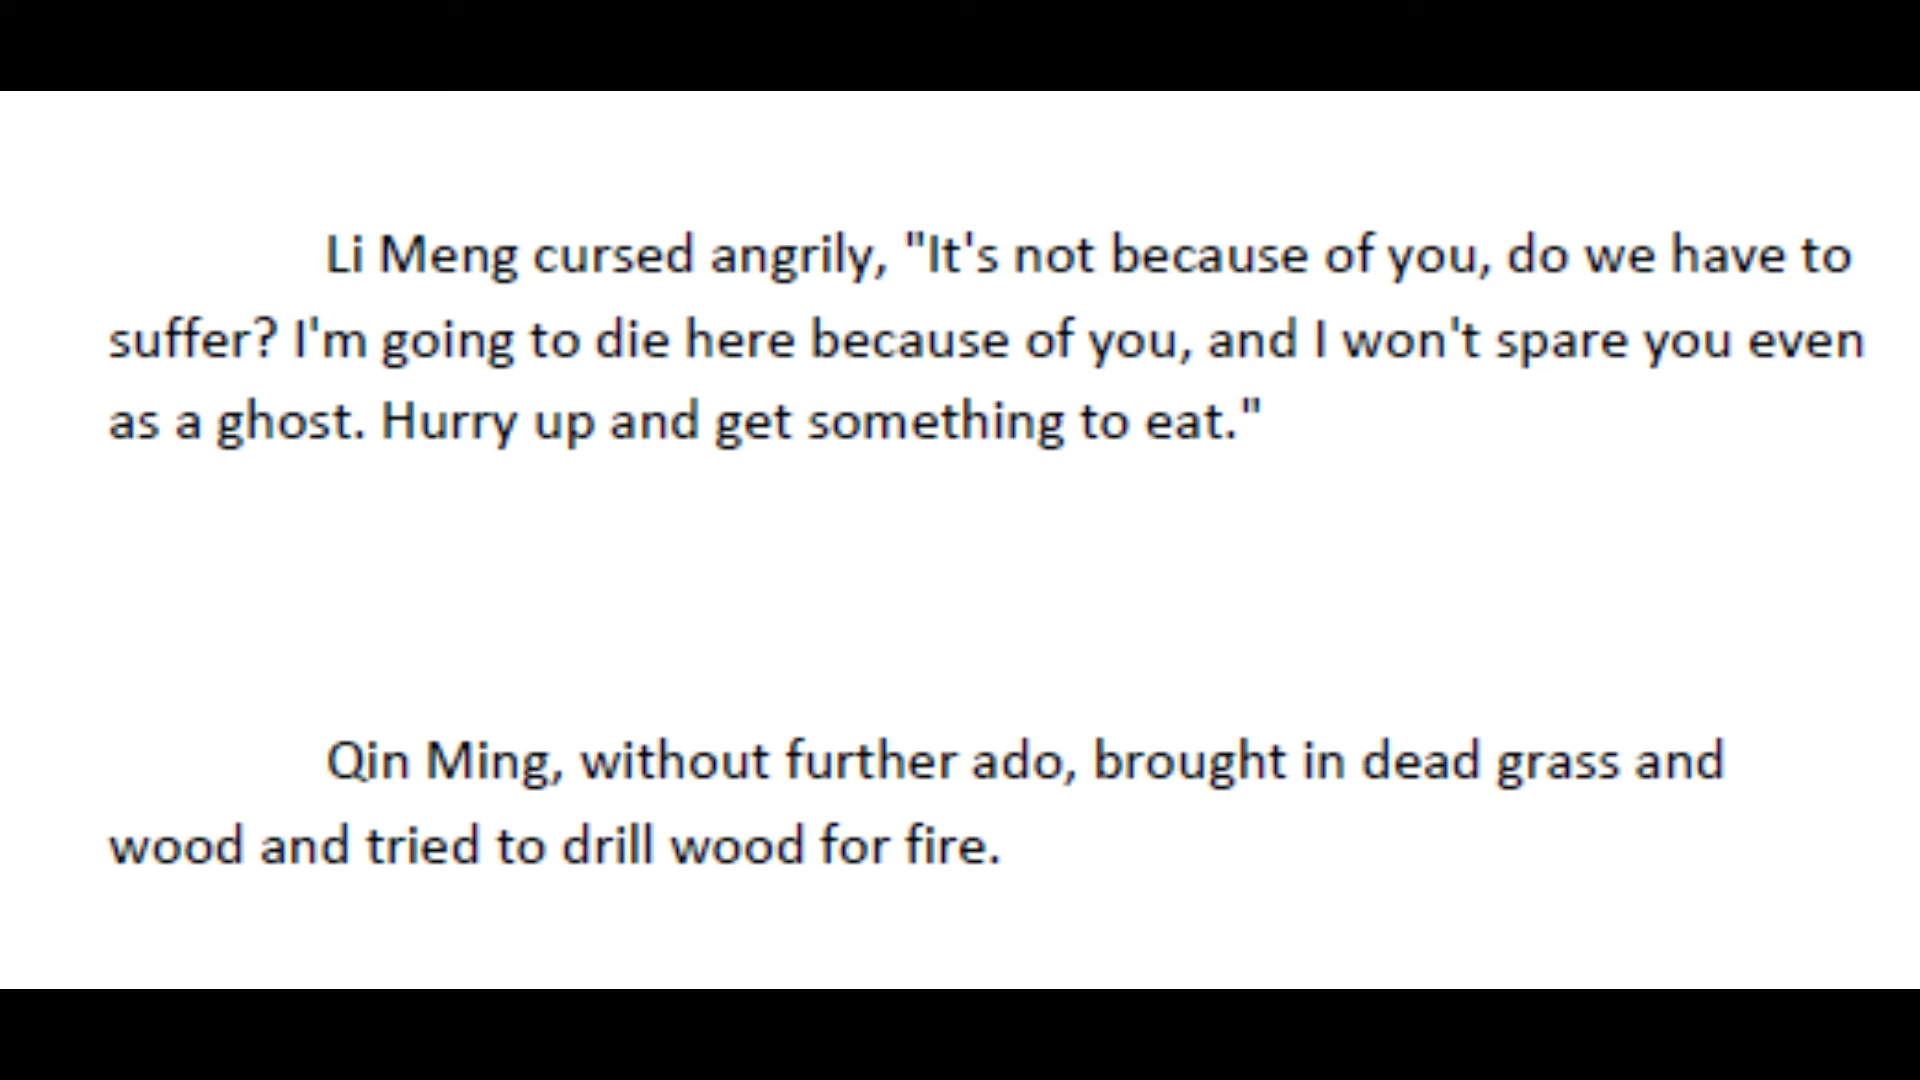 Li Meng cursed angrily, "It's not because of you, do we have to
suffer? I'm going to die here because of you, and I won't spare you even
as a ghost. Hurry up and get something to eat."
Qin Ming, without further ado, brought in dead grass and
wood and tried to drill wood for fire.